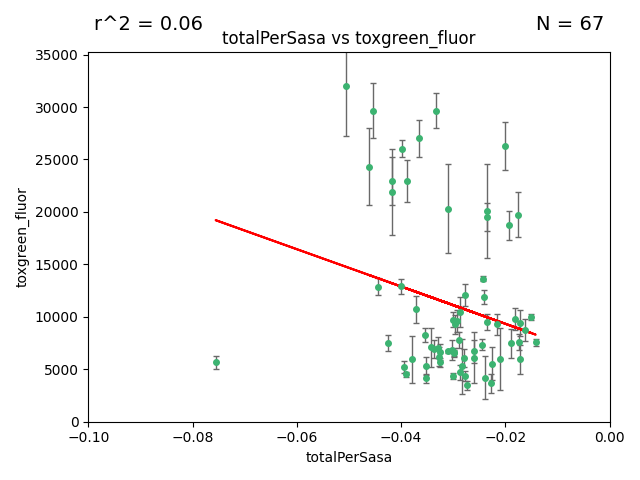 r^2 = 0.06 N = 67
totalPerSasa vs toxgreen_fluor
35000
30000
25000
20000
15000
10000
5000
0
toxgreen_fluor
−0.10 −0.08 −0.06 −0.04 −0.02 0.00
totalPerSasa